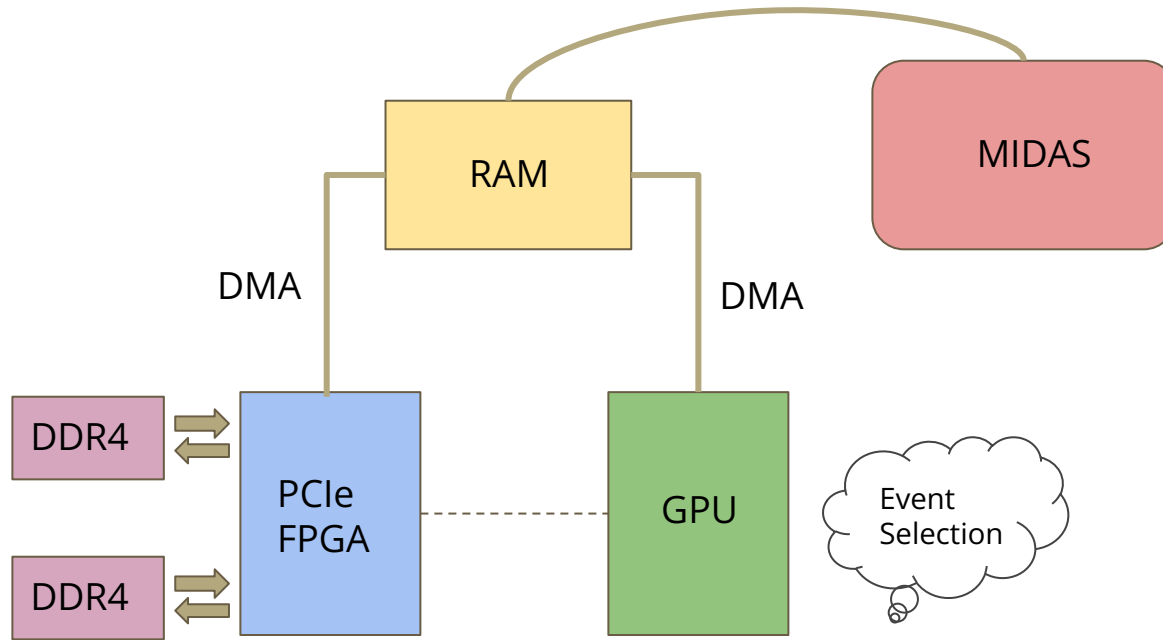 MIDAS
RAM
DMA
DMA
DDR4
PCIe
FPGA
GPU
Event
Selection
DDR4